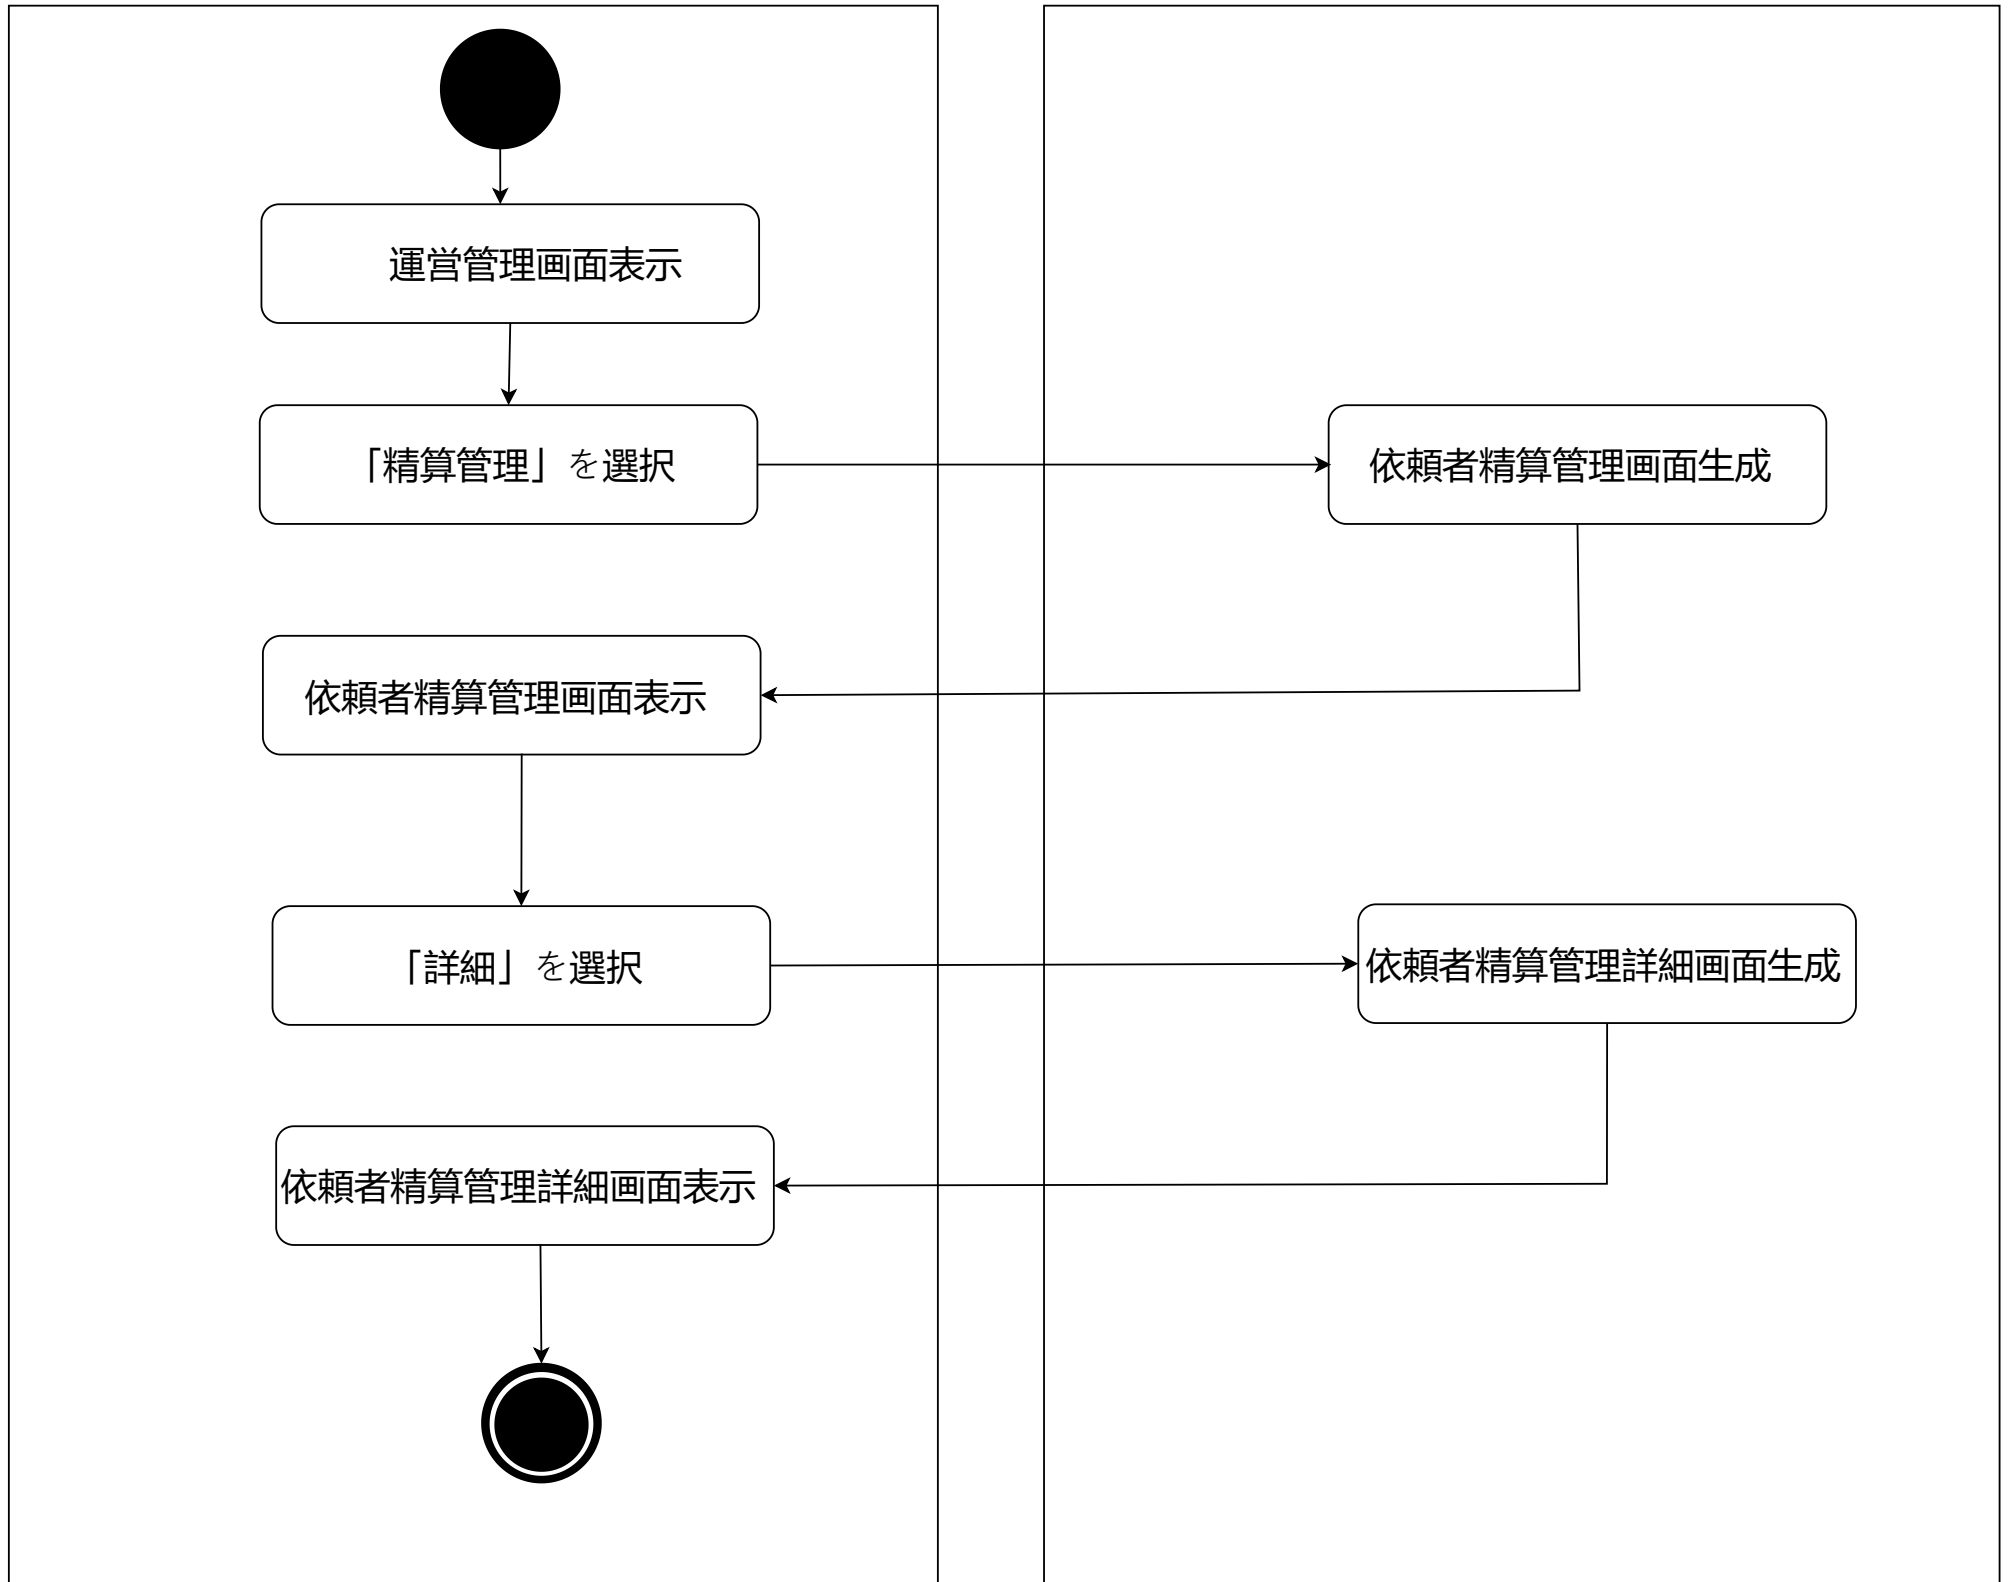 運営管理画面表示
「精算管理」を選択
依頼者精算管理画面生成
依頼者精算管理画面表示
「詳細」を選択
依頼者精算管理詳細画面生成
依頼者精算管理詳細画面表示